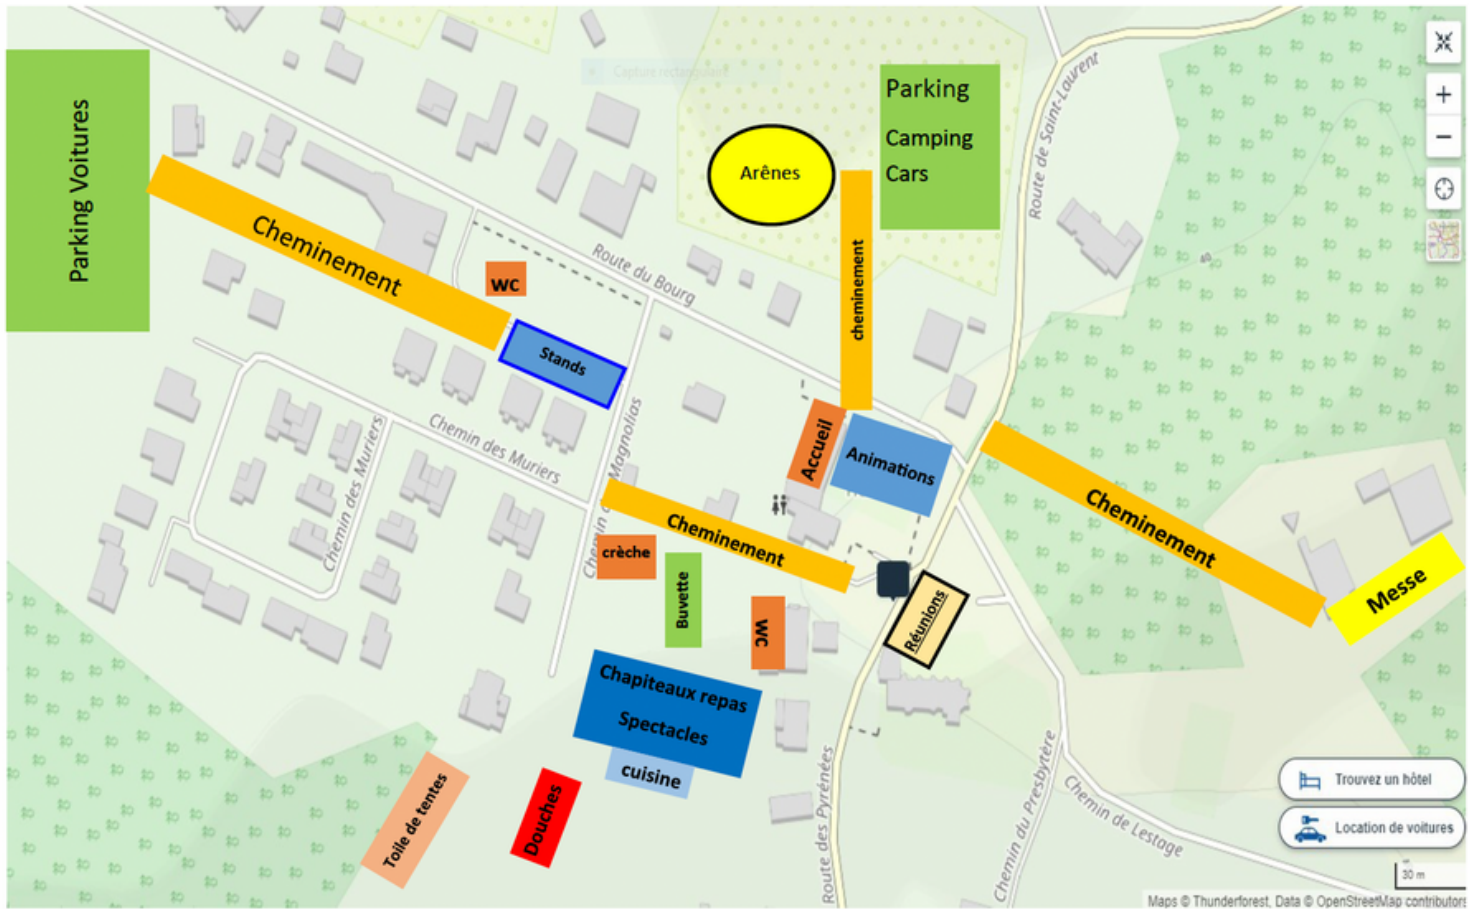 Capture rectangulaire
Parking Voitures
Parking
Camping
Cars
Arênes
Route de Saint-Laurent
Cheminement
cheminement
WC
Route du Bourg
40
Stands
Chemin des Muriers
Chemin des Muriers
Magnolias
Accueil
Animations
Cheminement
Cheminement
crèche
Buvette
WC
Réunions
Messe
Chapiteaux repas
Spectacles
cuisine
Toile de tentes
Douches
Route des Pyrénées
Chemin du Presbytère
Chemin de Lestage
Trouvez un hôtel
Location de voitures
30 m
Maps © Thunderforest, Data © OpenStreetMap contributors